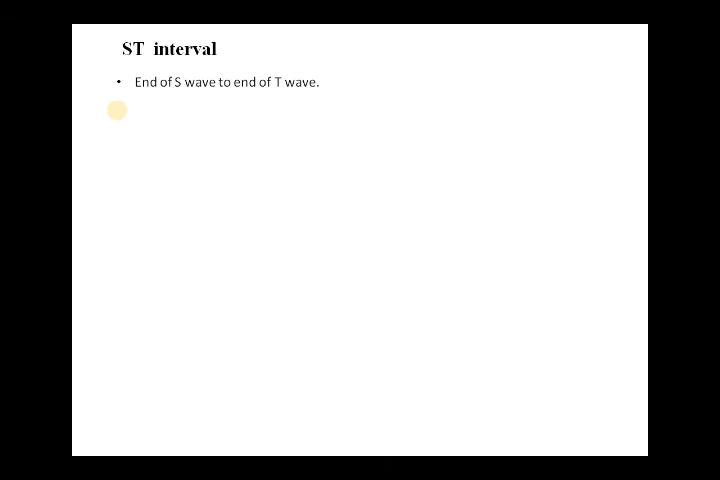 ST interval
• End of S wave to end of T wave.